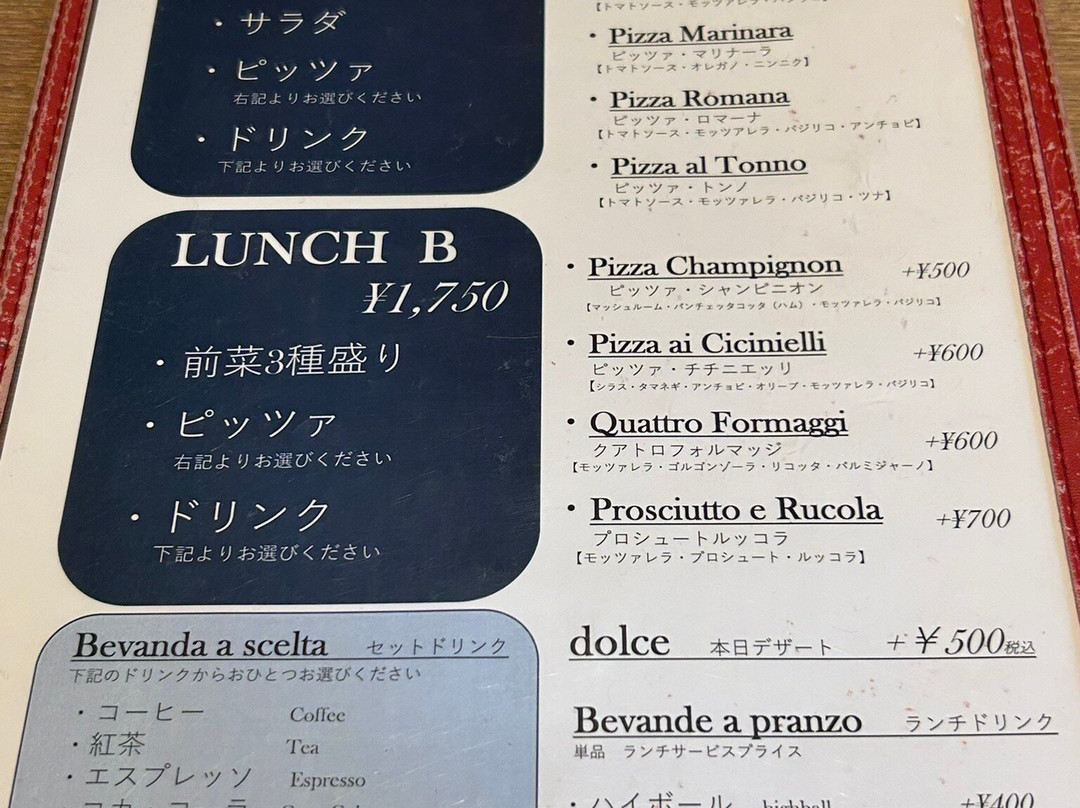 ・サラダ
・ピッツァ
右記よりお選びください
・ドリンク
下記よりお選びください
LUNCH B
¥1,750
・前菜3種盛り
・ピッツァ
右記よりお選びください
・ドリンク
下記よりお選びください
Bevanda a scelta セットドリンク
下記のドリンクからおひとつお選びください
・コーヒー Coffee
・紅茶 Tea
・エスプレッソ Espresso
・Pizza Marinara
ピッツァ・マリナーラ
【トマトソース・オレガノ・ニンニク】
・Pizza Romana
ピッツァ・ロマーナ
【トマトソース・モッツアレラ・バジリコ・アンチョビ】
・Pizza al Tonno
ピッツァ・トンノ
【トマトソース・モッツァレラ・バジリコ・ツナ】
・Pizza Champignon +¥500
ピッツァ・シャンピニオン
【マッシュルーム・パンチェッタコッタ（ハム）・モッツァレラ・バジリコ】
・Pizza ai Cicinielli +¥600
ピッツァ・チチニエッリ
【シラス・タマネギ・アンチョビ・オリーブ・モッツァレラ・バジリコ】
・Quattro Formaggi +¥600
クアトロフォルマッジ
【モッツァレラ・ゴルゴンゾーラ・リコッタ・パルミジャーノ】
・Prosciutto e Rucola +¥700
プロシュートルッコラ
【モッツァレラ・プロシュート・ルッコラ】
dolce 本日デザート +￥500税込
Bevande a pranzo ランチドリンク
単品 ランチサービスプライス
・ハイボール highball +¥400